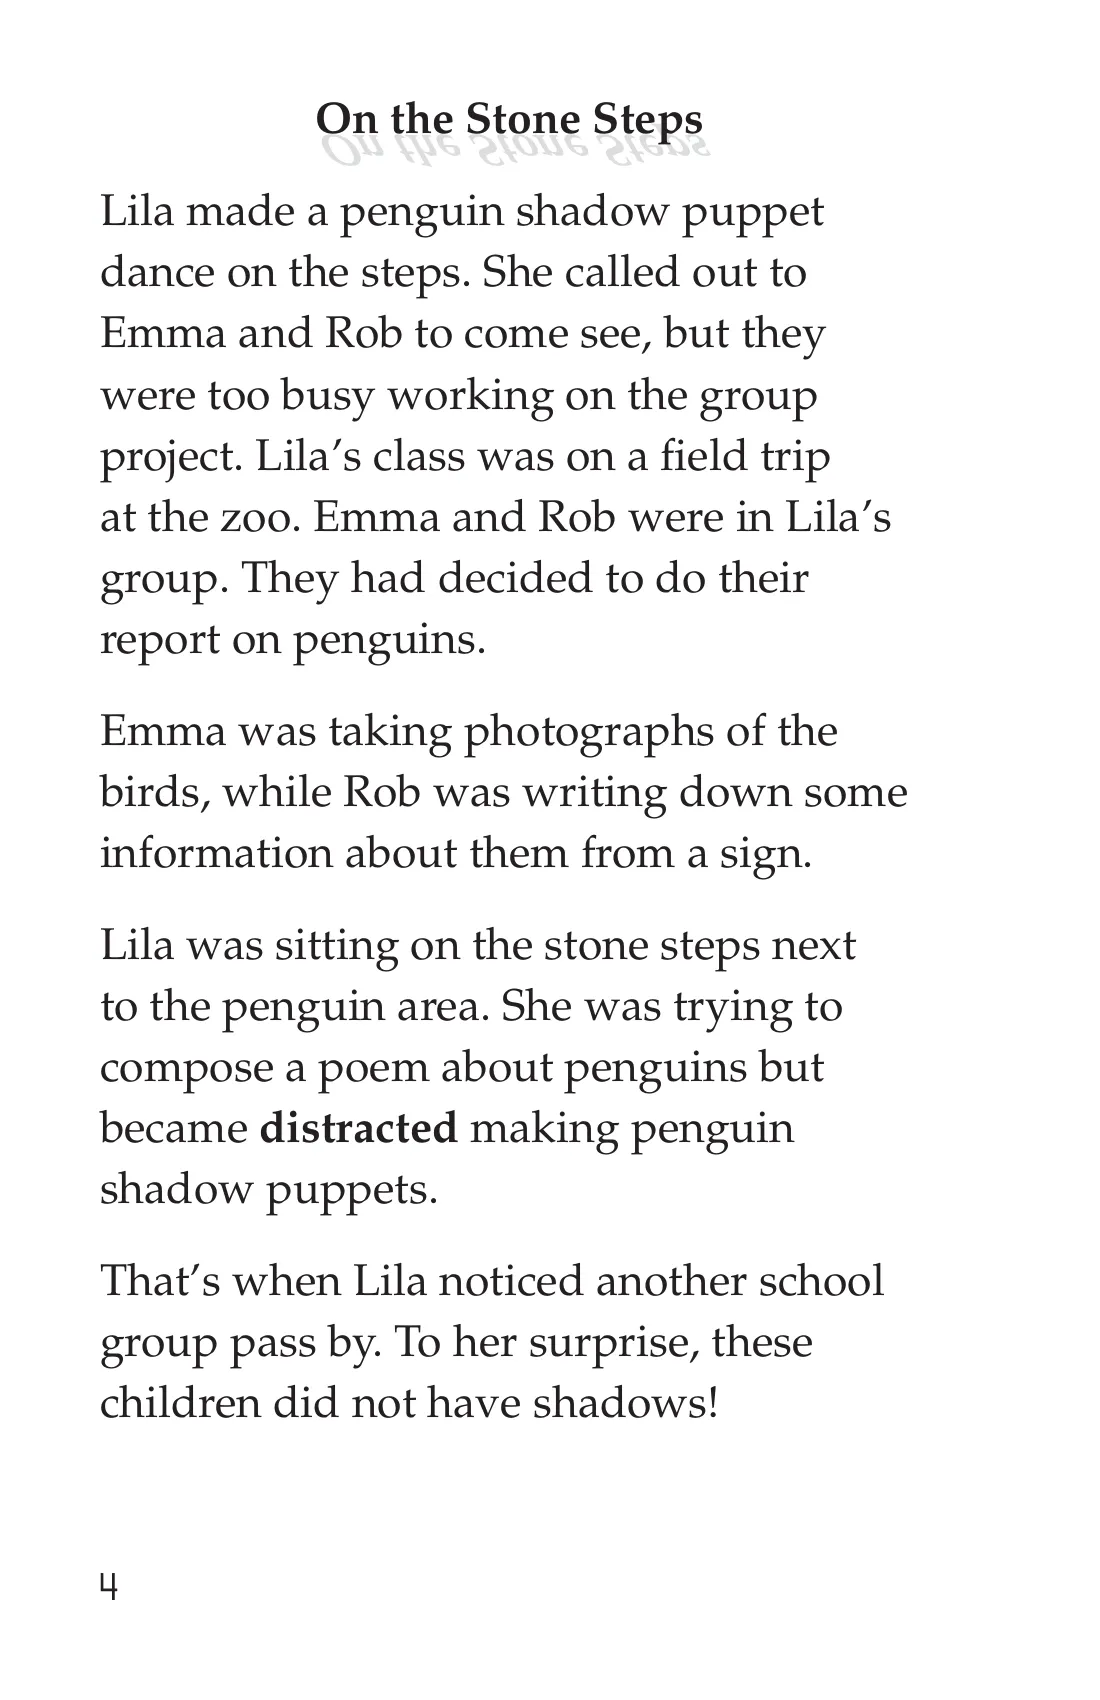 On the Stone Steps
Lila made a penguin shadow puppet
dance on the steps. She called out to
Emma and Rob to come see, but they
were too busy working on the group
project. Lila’s class was on a field trip
at the zoo. Emma and Rob were in Lila’s
group. They had decided to do their
report on penguins.
Emma was taking photographs of the
birds, while Rob was writing down some
information about them from a sign.
Lila was sitting on the stone steps next
to the penguin area. She was trying to
compose a poem about penguins but
became distracted making penguin
shadow puppets.
That’s when Lila noticed another school
group pass by. To her surprise, these
children did not have shadows!
4